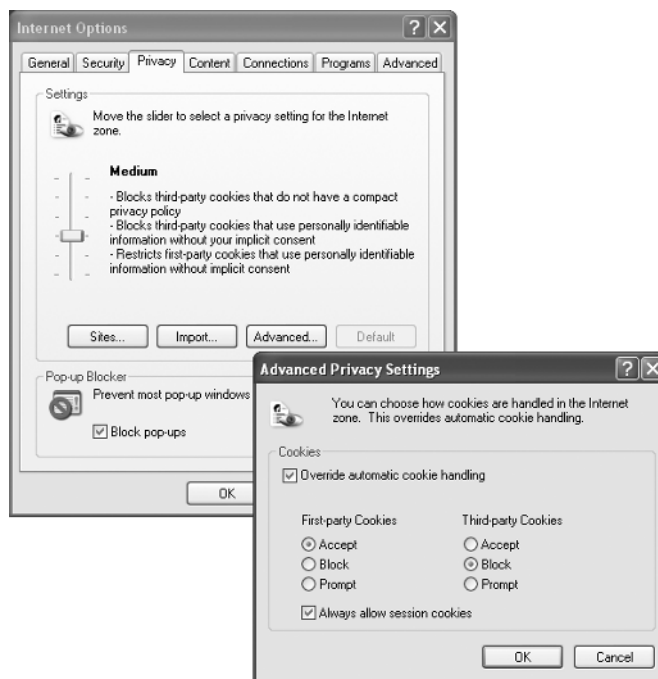 Internet Options
General Security Privacy Content Connections Programs Advanced
Settings
Move the slider to select a privacy setting for the Internet
zone.
Medium
- Blocks third-party cookies that do not have a compact
privacy policy
- Blocks third-party cookies that use personally identifiable
information without your implicit consent
- Restricts first-party cookies that use personally identifiable
information without implicit consent
Sites... Import... Advanced... Default
Pop-up Blocker
Prevent most pop-up windows
Block pop-ups
OK
Advanced Privacy Settings
You can choose how cookies are handled in the Internet
zone. This overrides automatic cookie handling.
Cookies
Override automatic cookie handling
First-party Cookies Third-party Cookies
Accept Accept
Block Block
Prompt Prompt
Always allow session cookies
OK Cancel